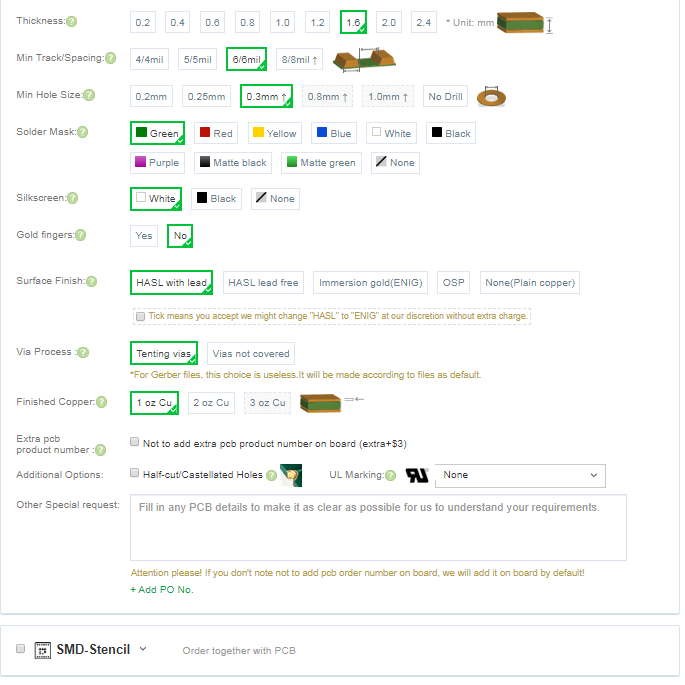 Thickness: ? 0.2 0.4 0.6 0.8 1.0 1.2 1.6 2.0 2.4 * Unit: mm
Min Track/Spacing: ? 4/4mil 5/5mil 6/6mil 8/8mil ↑
Min Hole Size: ? 0.2mm 0.25mm 0.3mm ↑ 0.8mm ↑ 1.0mm ↑ No Drill
Solder Mask: ? Green Red Yellow Blue White Black
Purple Matte black Matte green None
Silkscreen: ? White Black None
Gold fingers: ? Yes No
Surface Finish: ? HASL with lead HASL lead free Immersion gold(ENIG) OSP None(Plain copper)
Tick means you accept we might change "HASL" to "ENIG" at our discretion without extra charge.
Via Process : ? Tenting vias Vias not covered
*For Gerber files, this choice is useless.It will be made according to files as default.
Finished Copper: ? 1 oz Cu 2 oz Cu 3 oz Cu
Extra pcb
product number : ? Not to add extra pcb product number on board (extra+$3)
Additional Options: Half-cut/Castellated Holes ? UL Marking: ? None
Other Special request: Fill in any PCB details to make it as clear as possible for us to understand your requirements.
Attention please! If you don't note not to add pcb order number on board, we will add it on board by default!
+ Add PO No.
SMD-Stencil Order together with PCB